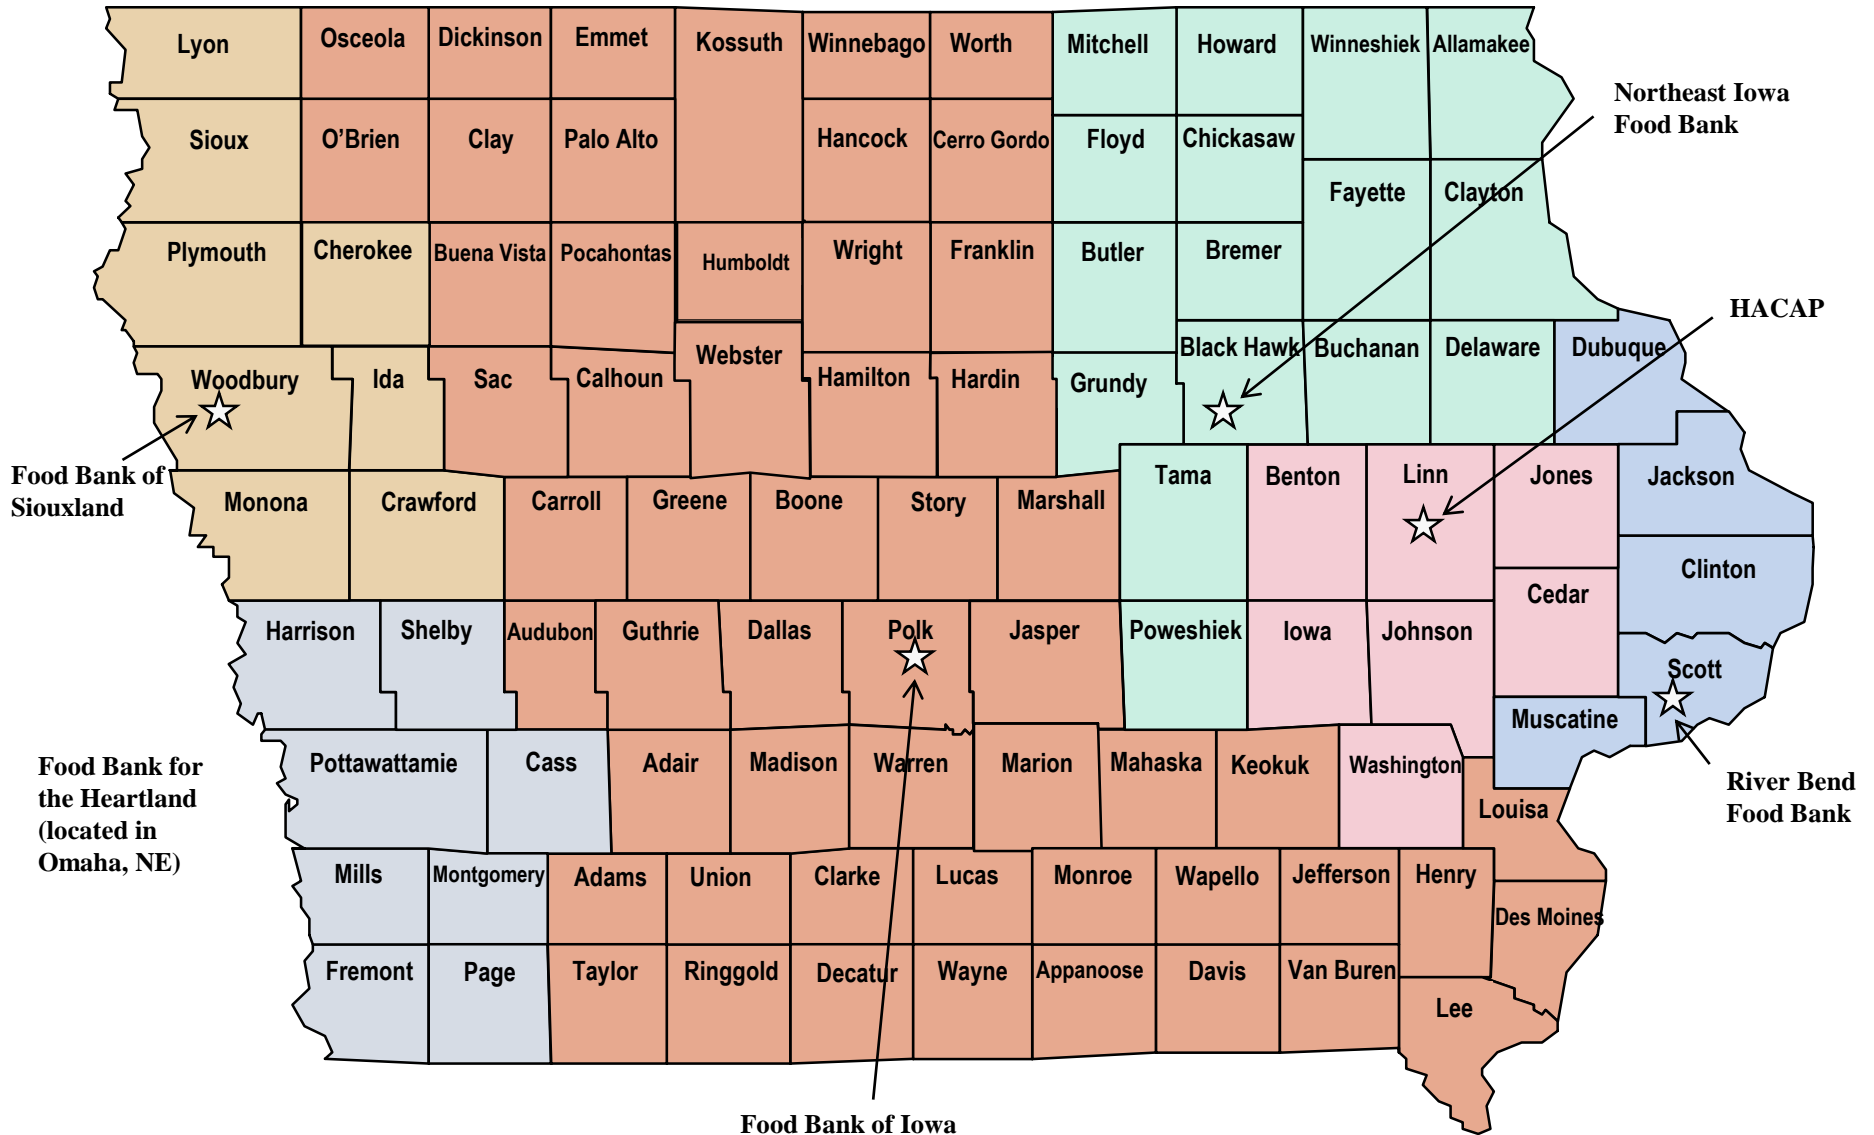 Lyon
Osceola
Dickinson
Emmet
Kossuth
Winnebago
Worth
Mitchell
Howard
Winneshiek
Allamakee
Northeast Iowa
Food Bank
Sioux
O’Brien
Clay
Palo Alto
Hancock
Cerro Gordo
Floyd
Chickasaw
Fayette
Clayton
Plymouth
Cherokee
Buena Vista
Pocahontas
Humboldt
Wright
Franklin
Butler
Bremer
HACAP
Woodbury
Ida
Sac
Calhoun
Webster
Hamilton
Hardin
Grundy
Black Hawk
Buchanan
Delaware
Dubuque
Food Bank of
Siouxland
Monona
Crawford
Carroll
Greene
Boone
Story
Marshall
Tama
Benton
Linn
Jones
Jackson
Clinton
Cedar
Harrison
Shelby
Audubon
Guthrie
Dallas
Polk
Jasper
Poweshiek
Iowa
Johnson
Scott
Muscatine
Food Bank for
the Heartland
(located in
Omaha, NE)
Pottawattamie
Cass
Adair
Madison
Warren
Marion
Mahaska
Keokuk
Washington
Louisa
River Bend
Food Bank
Mills
Montgomery
Adams
Union
Clarke
Lucas
Monroe
Wapello
Jefferson
Henry
Des Moines
Fremont
Page
Taylor
Ringgold
Decatur
Wayne
Appanoose
Davis
Van Buren
Lee
Food Bank of Iowa